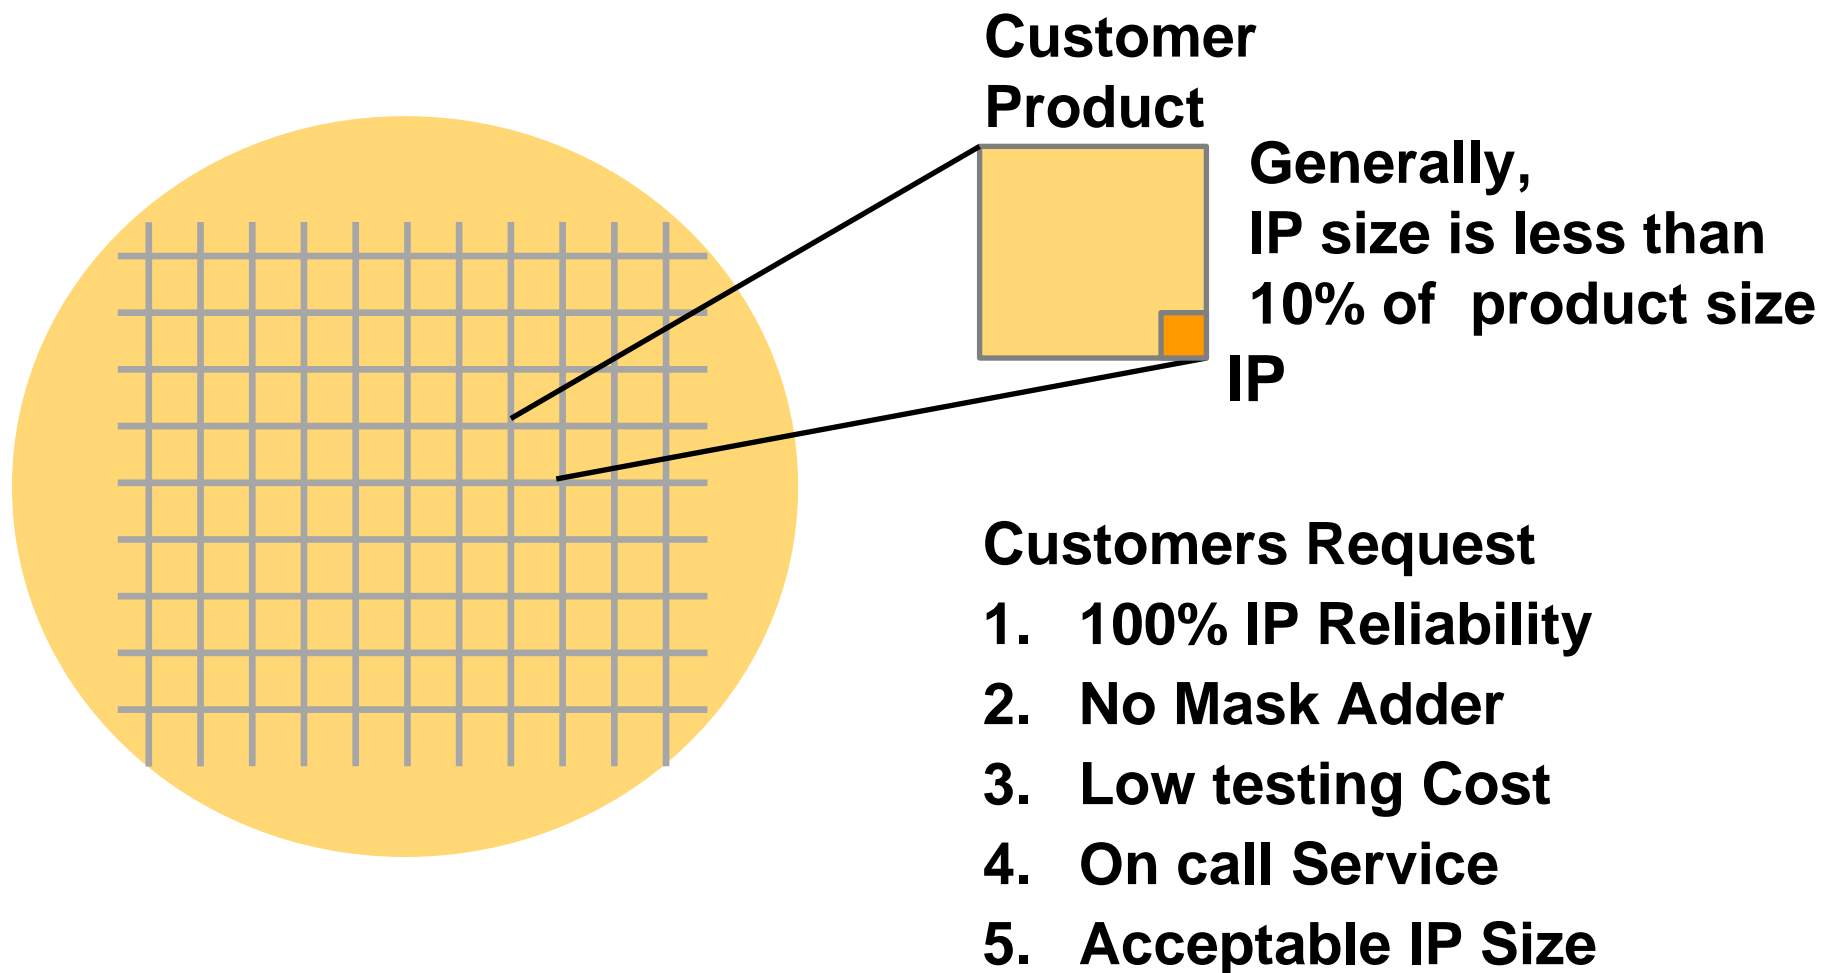 Customer
Product
Generally,
IP size is less than
10% of  product size
IP
Customers Request
1. 100% IP Reliability
2. No Mask Adder
3. Low testing Cost
4. On call Service
5. Acceptable IP Size